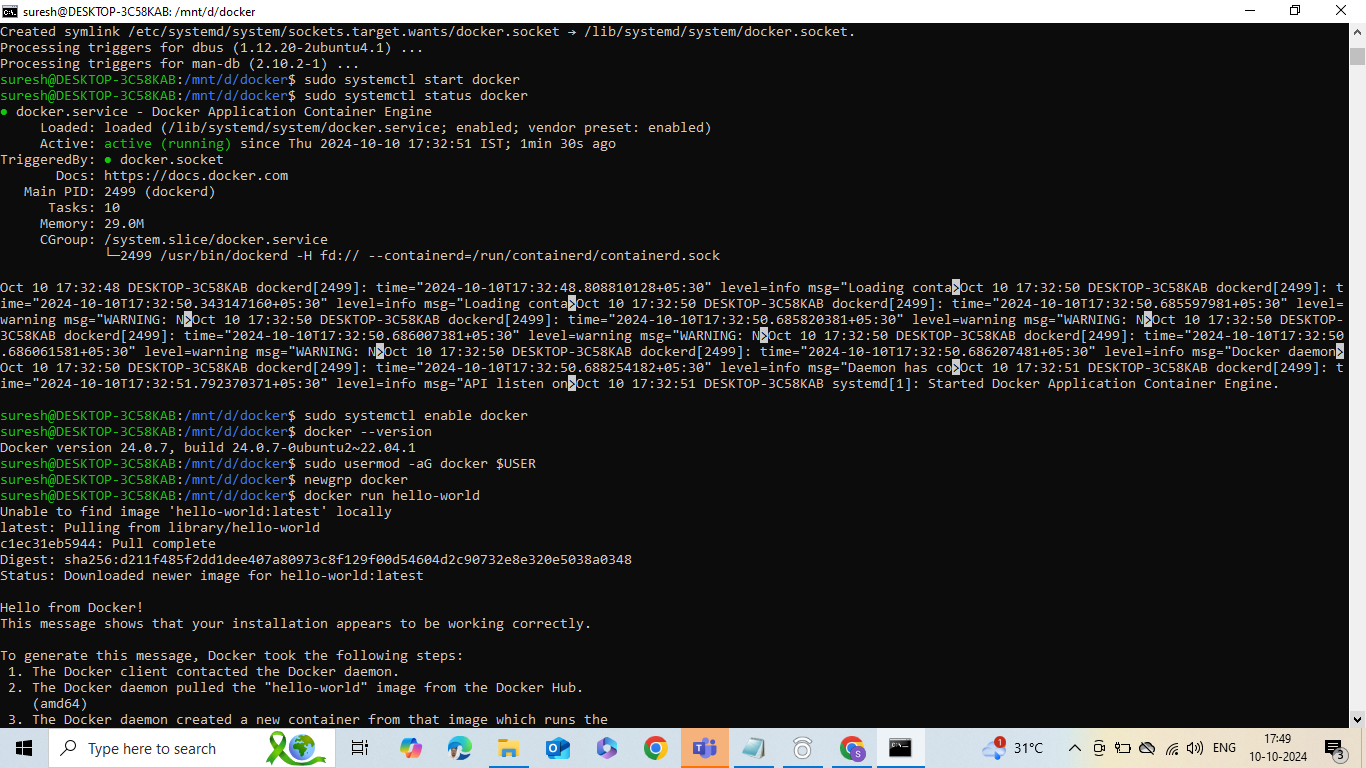 suresh@DESKTOP-3C58KAB: /mnt/d/docker
Created symlink /etc/systemd/system/sockets.target.wants/docker.socket → /lib/systemd/system/docker.socket.
Processing triggers for dbus (1.12.20-2ubuntu4.1) ...
Processing triggers for man-db (2.10.2-1) ...
suresh@DESKTOP-3C58KAB:/mnt/d/docker$ sudo systemctl start docker
suresh@DESKTOP-3C58KAB:/mnt/d/docker$ sudo systemctl status docker
● docker.service - Docker Application Container Engine
     Loaded: loaded (/lib/systemd/system/docker.service; enabled; vendor preset: enabled)
     Active: active (running) since Thu 2024-10-10 17:32:51 IST; 1min 30s ago
TriggeredBy: ● docker.socket
       Docs: https://docs.docker.com
   Main PID: 2499 (dockerd)
      Tasks: 10
     Memory: 29.0M
     CGroup: /system.slice/docker.service
             └─2499 /usr/bin/dockerd -H fd:// --containerd=/run/containerd/containerd.sock
Oct 10 17:32:48 DESKTOP-3C58KAB dockerd[2499]: time="2024-10-10T17:32:48.808810128+05:30" level=info msg="Loading conta>Oct 10 17:32:50 DESKTOP-3C58KAB dockerd[2499]: t
ime="2024-10-10T17:32:50.343147160+05:30" level=info msg="Loading conta>Oct 10 17:32:50 DESKTOP-3C58KAB dockerd[2499]: time="2024-10-10T17:32:50.685597981+05:30" level=
warning msg="WARNING: N>Oct 10 17:32:50 DESKTOP-3C58KAB dockerd[2499]: time="2024-10-10T17:32:50.685820381+05:30" level=warning msg="WARNING: N>Oct 10 17:32:50 DESKTOP-
3C58KAB dockerd[2499]: time="2024-10-10T17:32:50.686007381+05:30" level=warning msg="WARNING: N>Oct 10 17:32:50 DESKTOP-3C58KAB dockerd[2499]: time="2024-10-10T17:32:50
.686061581+05:30" level=warning msg="WARNING: N>Oct 10 17:32:50 DESKTOP-3C58KAB dockerd[2499]: time="2024-10-10T17:32:50.686207481+05:30" level=info msg="Docker daemon>
Oct 10 17:32:50 DESKTOP-3C58KAB dockerd[2499]: time="2024-10-10T17:32:50.688254182+05:30" level=info msg="Daemon has co>Oct 10 17:32:51 DESKTOP-3C58KAB dockerd[2499]: t
ime="2024-10-10T17:32:51.792370371+05:30" level=info msg="API listen on>Oct 10 17:32:51 DESKTOP-3C58KAB systemd[1]: Started Docker Application Container Engine.
suresh@DESKTOP-3C58KAB:/mnt/d/docker$ sudo systemctl enable docker
suresh@DESKTOP-3C58KAB:/mnt/d/docker$ docker --version
Docker version 24.0.7, build 24.0.7-0ubuntu2~22.04.1
suresh@DESKTOP-3C58KAB:/mnt/d/docker$ sudo usermod -aG docker $USER
suresh@DESKTOP-3C58KAB:/mnt/d/docker$ newgrp docker
suresh@DESKTOP-3C58KAB:/mnt/d/docker$ docker run hello-world
Unable to find image 'hello-world:latest' locally
latest: Pulling from library/hello-world
c1ec31eb5944: Pull complete
Digest: sha256:d211f485f2dd1dee407a80973c8f129f00d54604d2c90732e8e320e5038a0348
Status: Downloaded newer image for hello-world:latest
Hello from Docker!
This message shows that your installation appears to be working correctly.
To generate this message, Docker took the following steps:
 1. The Docker client contacted the Docker daemon.
 2. The Docker daemon pulled the "hello-world" image from the Docker Hub.
    (amd64)
 3. The Docker daemon created a new container from that image which runs the
Type here to search
1
31°C
ENG
17:49
10-10-2024
3